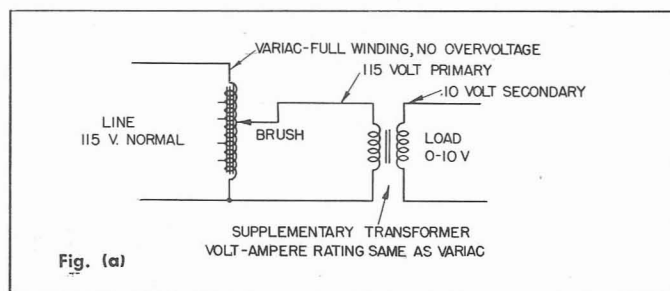 VARIAC-FULL WINDING, NO OVERVOLTAGE
115 VOLT PRIMARY
10 VOLT SECONDARY
LINE
115 V. NORMAL
BRUSH
LOAD
0-10 V
SUPPLEMENTARY TRANSFORMER
VOLT-AMPERE RATING SAME AS VARIAC
Fig. (a)